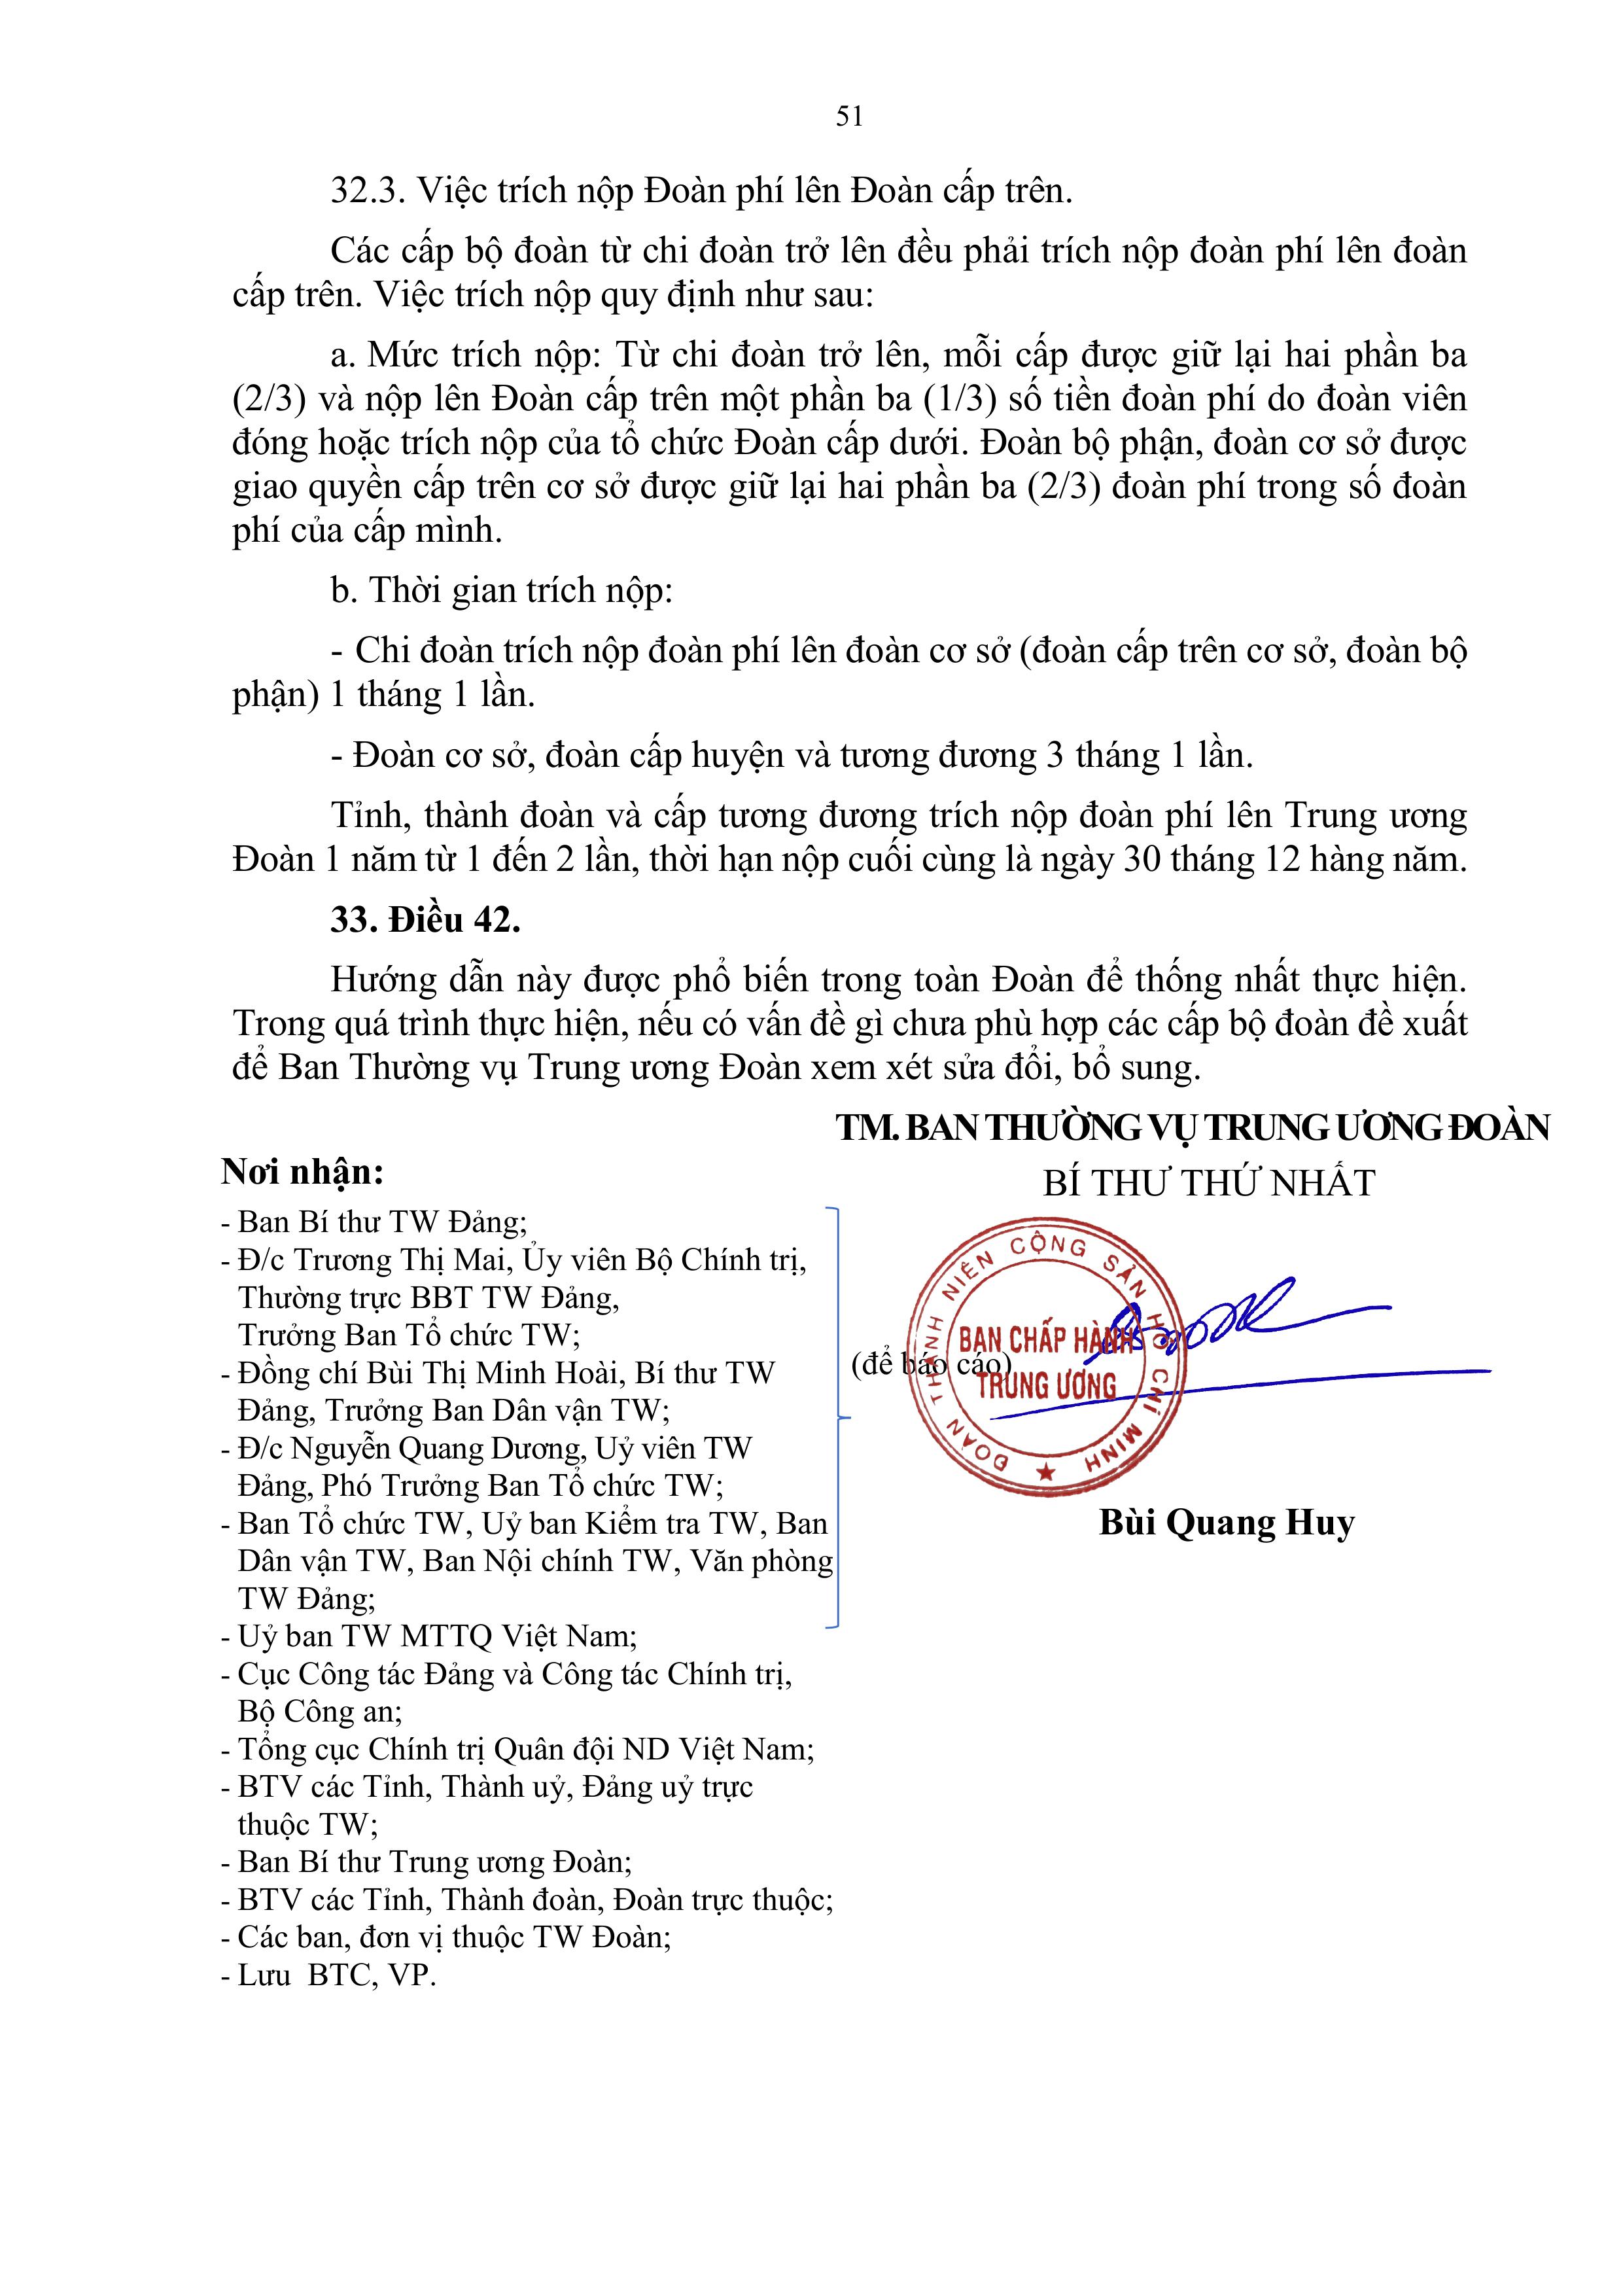 51
32.3. Việc trích nộp Đoàn phí lên Đoàn cấp trên.
Các cấp bộ đoàn từ chi đoàn trở lên đều phải trích nộp đoàn phí lên đoàn
cấp trên. Việc trích nộp quy định như sau:
a. Mức trích nộp: Từ chi đoàn trở lên, mỗi cấp được giữ lại hai phần ba
(2/3) và nộp lên Đoàn cấp trên một phần ba (1/3) số tiền đoàn phí do đoàn viên
đóng hoặc trích nộp của tổ chức Đoàn cấp dưới. Đoàn bộ phận, đoàn cơ sở được
giao quyền cấp trên cơ sở được giữ lại hai phần ba (2/3) đoàn phí trong số đoàn
phí của cấp mình.
b. Thời gian trích nộp:
- Chi đoàn trích nộp đoàn phí lên đoàn cơ sở (đoàn cấp trên cơ sở, đoàn bộ
phận) 1 tháng 1 lần.
- Đoàn cơ sở, đoàn cấp huyện và tương đương 3 tháng 1 lần.
Tỉnh, thành đoàn và cấp tương đương trích nộp đoàn phí lên Trung ương
Đoàn 1 năm từ 1 đến 2 lần, thời hạn nộp cuối cùng là ngày 30 tháng 12 hàng năm.
33. Điều 42.
Hướng dẫn này được phổ biến trong toàn Đoàn để thống nhất thực hiện.
Trong quá trình thực hiện, nếu có vấn đề gì chưa phù hợp các cấp bộ đoàn đề xuất
để Ban Thường vụ Trung ương Đoàn xem xét sửa đổi, bổ sung.
TM. BAN THƯỜNG VỤ TRUNG ƯƠNG ĐOÀN
BÍ THƯ THỨ NHẤT
ĐOÀN THANH NIÊN CỘNG SẢN HỒ CHÍ MINH
BAN CHẤP HÀNH
TRUNG ƯƠNG
Bùi Quang Huy
Nơi nhận:
- Ban Bí thư TW Đảng;
- Đ/c Trương Thị Mai, Ủy viên Bộ Chính trị,
Thường trực BBT TW Đảng,
Trưởng Ban Tổ chức TW;
- Đồng chí Bùi Thị Minh Hoài, Bí thư TW
Đảng, Trưởng Ban Dân vận TW;
- Đ/c Nguyễn Quang Dương, Uỷ viên TW
Đảng, Phó Trưởng Ban Tổ chức TW;
- Ban Tổ chức TW, Uỷ ban Kiểm tra TW, Ban
Dân vận TW, Ban Nội chính TW, Văn phòng
TW Đảng;
(để báo cáo)
- Uỷ ban TW MTTQ Việt Nam;
- Cục Công tác Đảng và Công tác Chính trị,
Bộ Công an;
- Tổng cục Chính trị Quân đội ND Việt Nam;
- BTV các Tỉnh, Thành uỷ, Đảng uỷ trực
thuộc TW;
- Ban Bí thư Trung ương Đoàn;
- BTV các Tỉnh, Thành đoàn, Đoàn trực thuộc;
- Các ban, đơn vị thuộc TW Đoàn;
- Lưu BTC, VP.